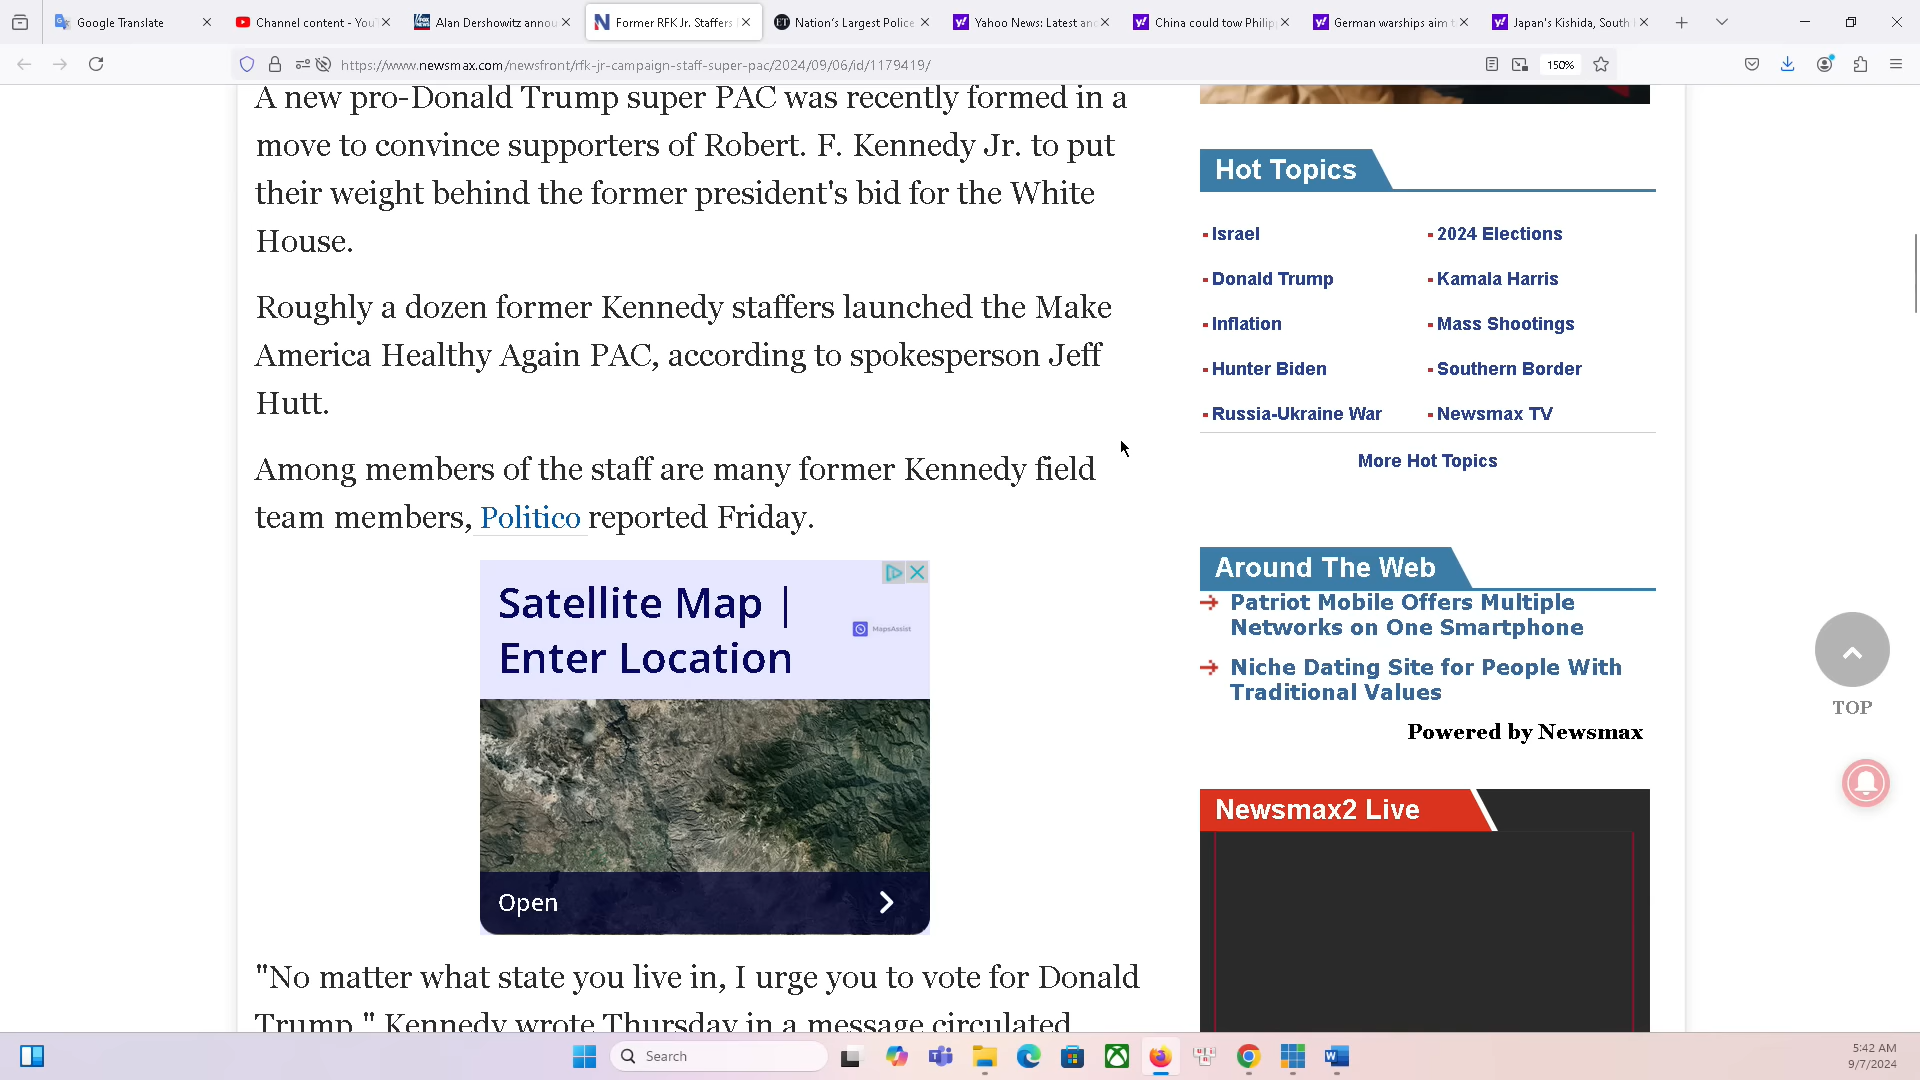 Google Translate
Channel content - You
Alan Dershowitz annou
Former RFK Jr. Staffers
Nation's Largest Police
Yahoo News: Latest and
China could tow Philip
German warships aim t
Japan's Kishida, South
https://www.newsmax.com/newsfront/rfk-jr-campaign-staff-super-pac/2024/09/06/id/1179419/
150%
A new pro-Donald Trump super PAC was recently formed in a
move to convince supporters of Robert. F. Kennedy Jr. to put
their weight behind the former president's bid for the White
House.
Roughly a dozen former Kennedy staffers launched the Make
America Healthy Again PAC, according to spokesperson Jeff
Hutt.
Among members of the staff are many former Kennedy field
team members, Politico reported Friday.
Satellite Map |
Enter Location
MapsAssist
Open
"No matter what state you live in, I urge you to vote for Donald
Trump," Kennedy wrote Thursday in a message circulated
Hot Topics
Israel
2024 Elections
Donald Trump
Kamala Harris
Inflation
Mass Shootings
Hunter Biden
Southern Border
Russia-Ukraine War
Newsmax TV
More Hot Topics
Around The Web
Patriot Mobile Offers Multiple
Networks on One Smartphone
Niche Dating Site for People With
Traditional Values
Powered by Newsmax
Newsmax2 Live
TOP
Search
5:42 AM
9/7/2024